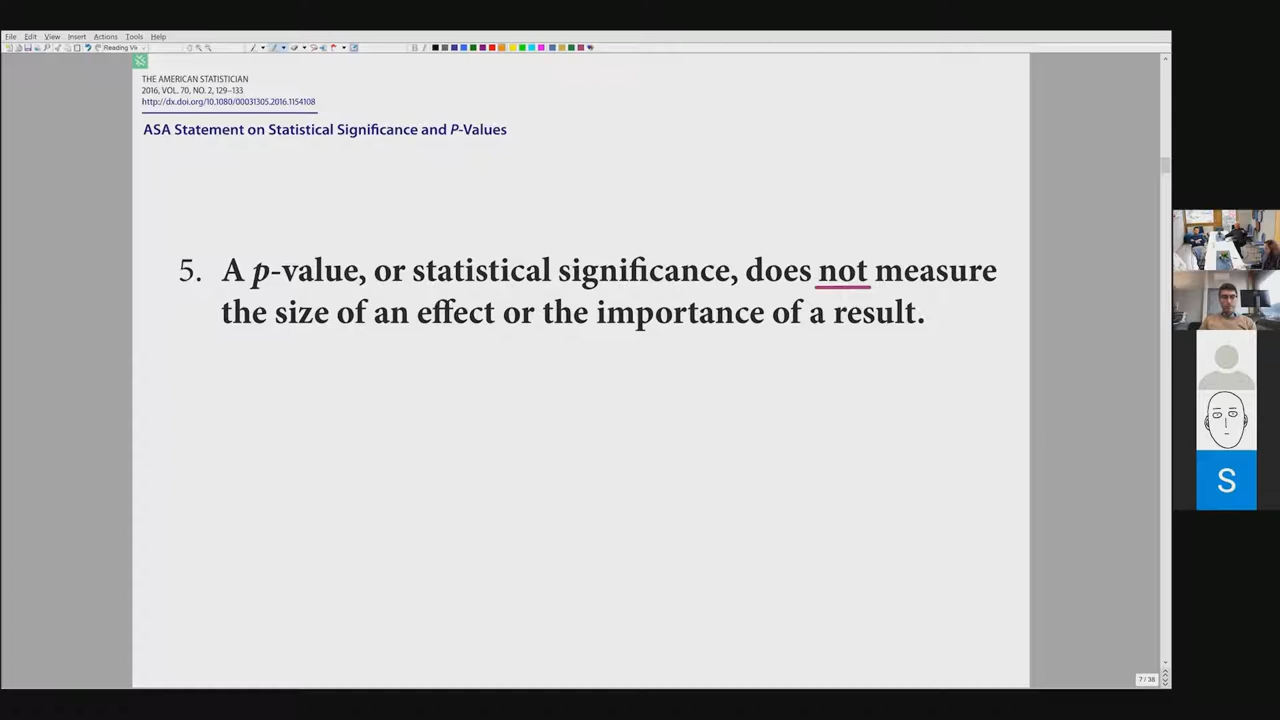 File Edit View Insert Actions Tools Help
THE AMERICAN STATISTICIAN
2016, VOL. 70, NO. 2, 129–133
http://dx.doi.org/10.1080/00031305.2016.1154108
ASA Statement on Statistical Significance and P-Values
5. A p-value, or statistical significance, does not measure
the size of an effect or the importance of a result.
S
7 / 38